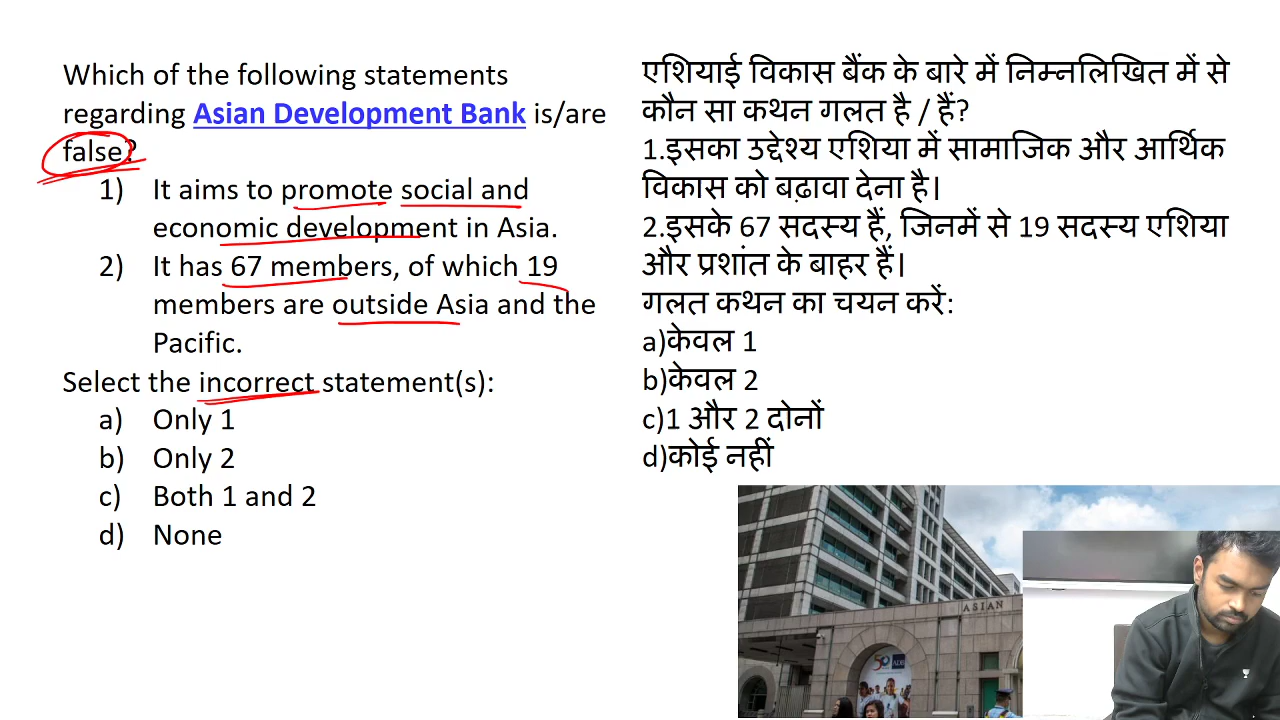 Which of the following statements
regarding Asian Development Bank is/are
false?
1) It aims to promote social and
economic development in Asia.
2) It has 67 members, of which 19
members are outside Asia and the
Pacific.
Select the incorrect statement(s):
a) Only 1
b) Only 2
c) Both 1 and 2
d) None
एशियाई विकास बैंक के बारे में निम्नलिखित में से
कौन सा कथन गलत है / हैं?
1.इसका उद्देश्य एशिया में सामाजिक और आर्थिक
विकास को बढ़ावा देना है।
2.इसके 67 सदस्य हैं, जिनमें से 19 सदस्य एशिया
और प्रशांत के बाहर हैं।
गलत कथन का चयन करें:
a)केवल 1
b)केवल 2
c)1 और 2 दोनों
d)कोई नहीं
ASIAN
50 ADB